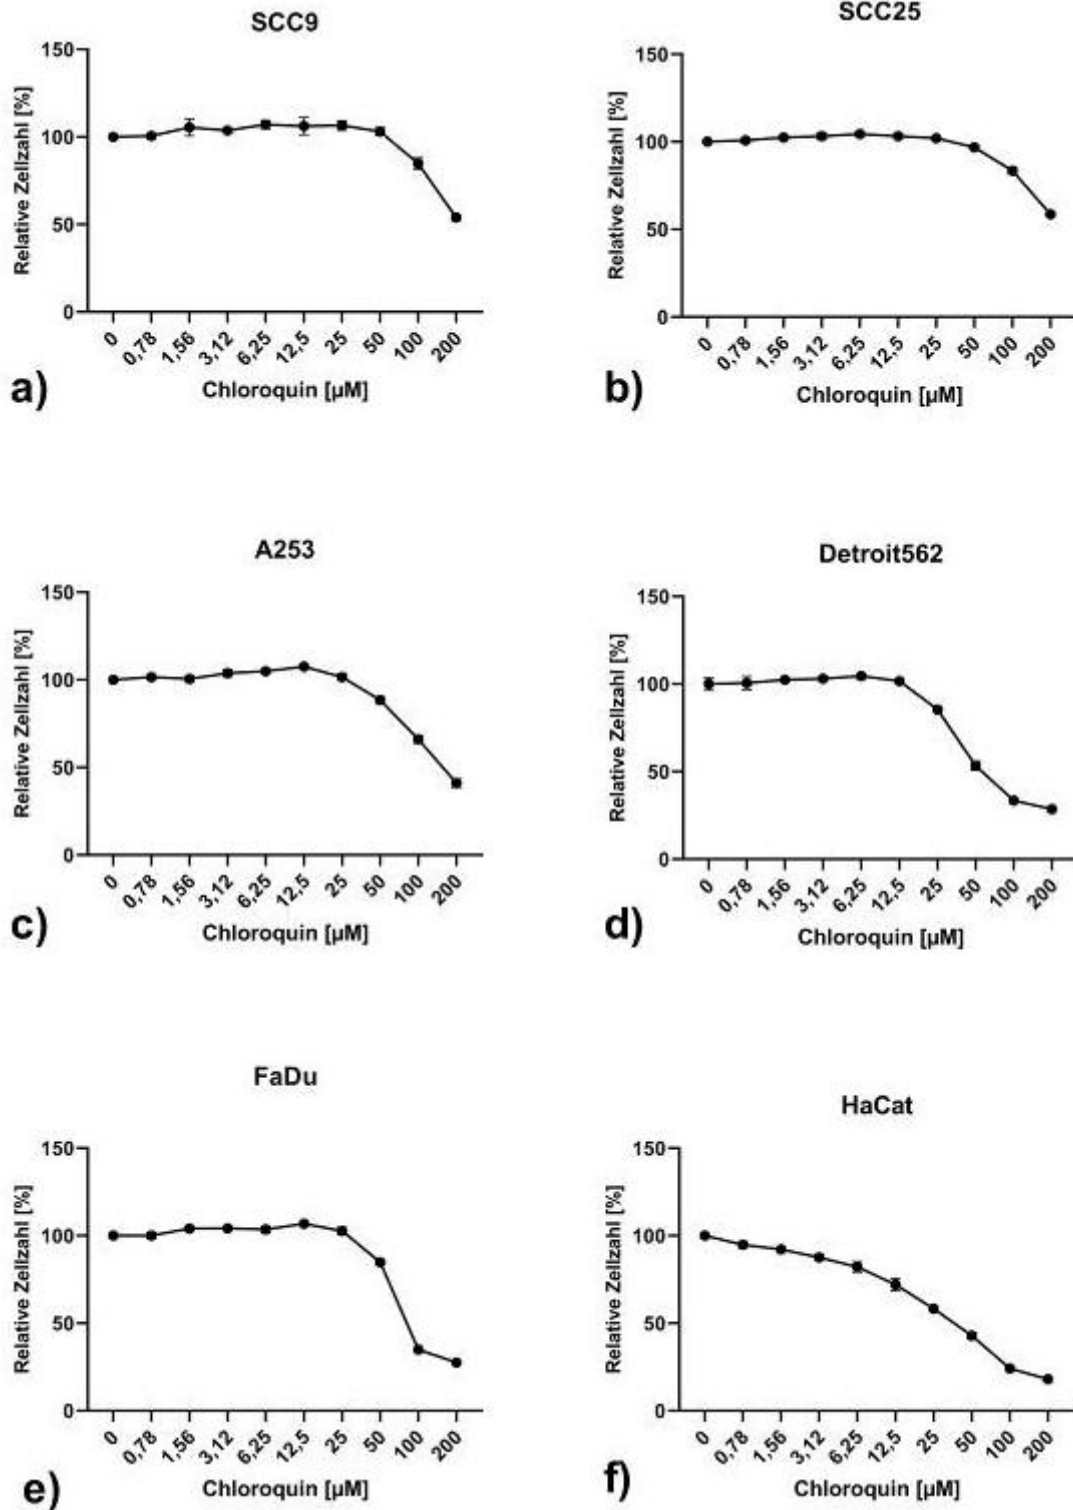 SCC9
Relative Zellzahl [%]
150
100
50
0
0 0,78 1,56 3,12 6,25 12,5 25 50 100 200
Chloroquin [µM]
a)
SCC25
Relative Zellzahl [%]
150
100
50
0
0 0,78 1,56 3,12 6,25 12,5 25 50 100 200
Chloroquin [µM]
b)
A253
Relative Zellzahl [%]
150
100
50
0
0 0,78 1,56 3,12 6,25 12,5 25 50 100 200
Chloroquin [µM]
c)
Detroit562
Relative Zellzahl [%]
150
100
50
0
0 0,78 1,56 3,12 6,25 12,5 25 50 100 200
Chloroquin [µM]
d)
FaDu
Relative Zellzahl [%]
150
100
50
0
0 0,78 1,56 3,12 6,25 12,5 25 50 100 200
Chloroquin [µM]
e)
HaCat
Relative Zellzahl [%]
150
100
50
0
0 0,78 1,56 3,12 6,25 12,5 25 50 100 200
Chloroquin [µM]
f)